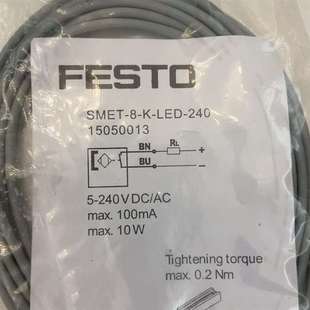 FESTO
SMET-8-K-LED-240
15050013
BN RL +
BU −
5-240V DC/AC
max. 100mA
max. 10W
Tightening torque
max. 0.2 Nm